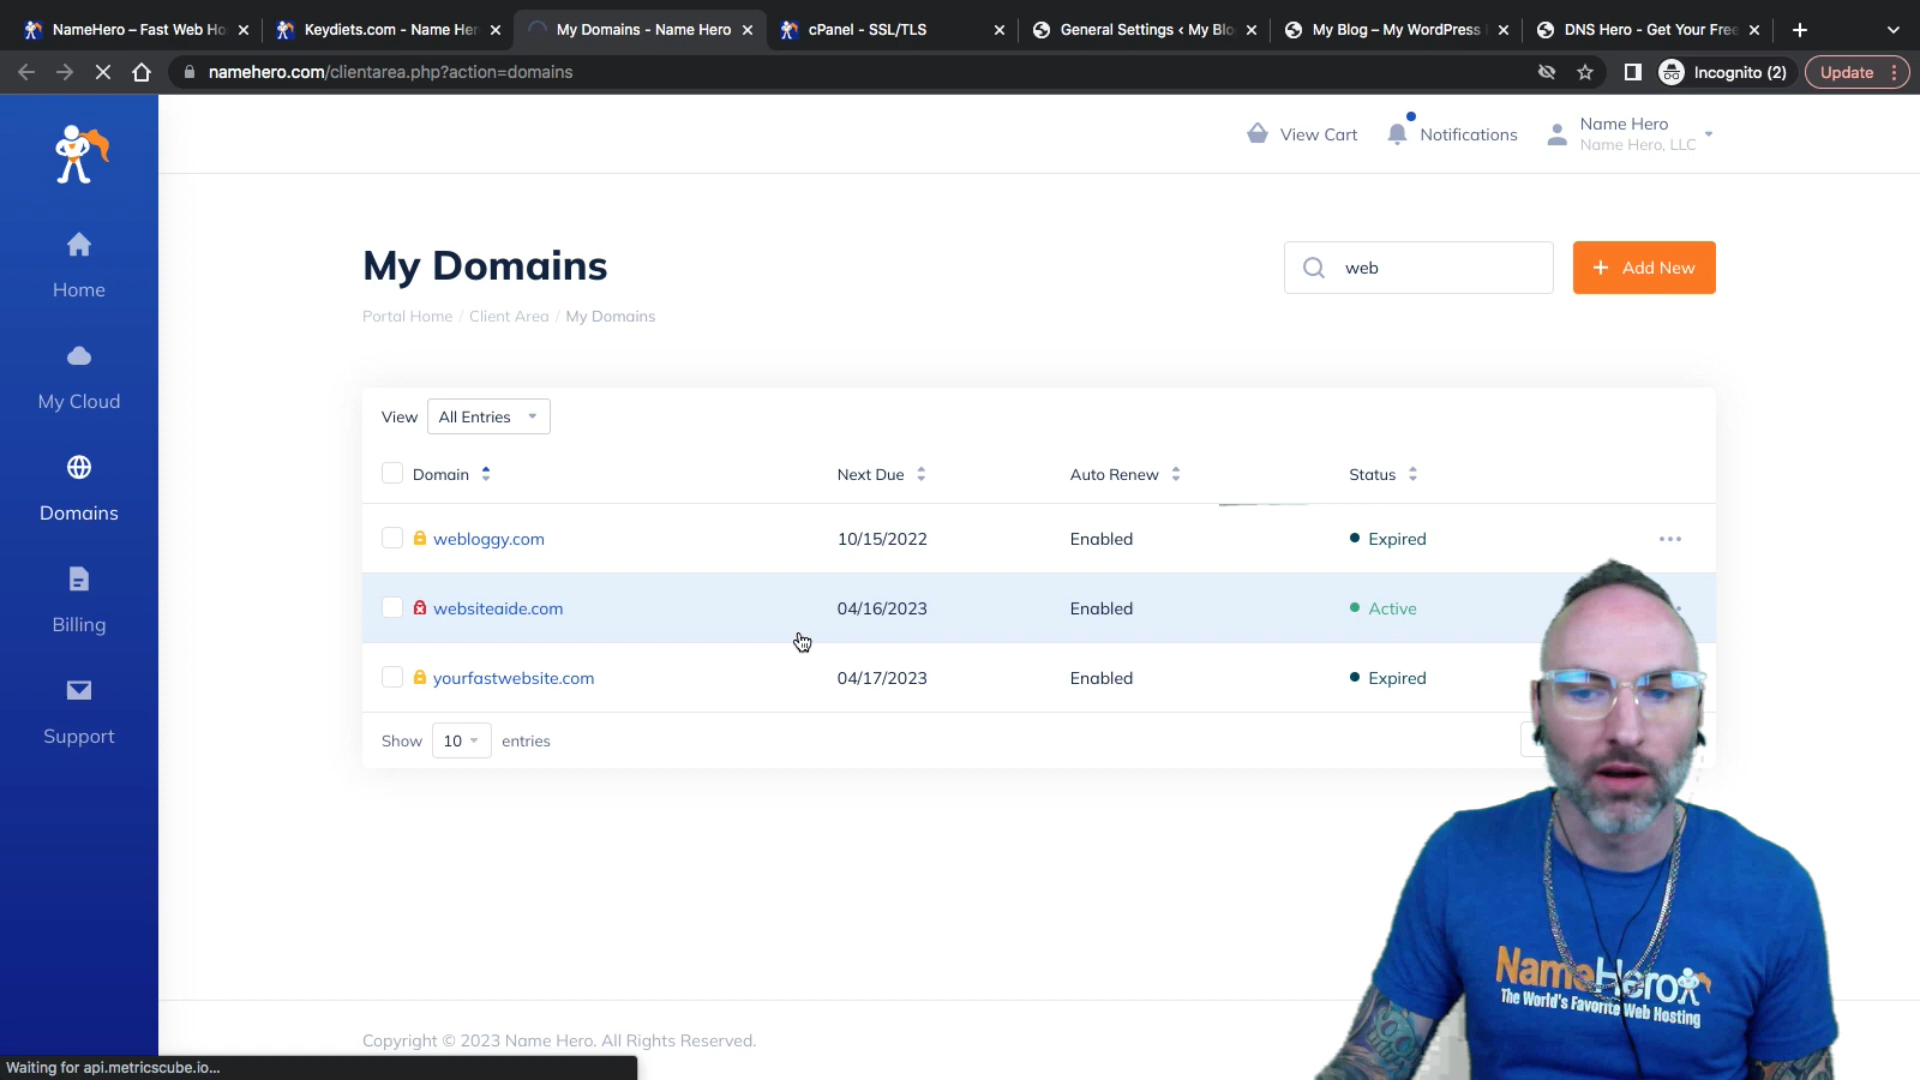 NameHero – Fast Web Ho
Keydiets.com - Name Her
My Domains - Name Hero
cPanel - SSL/TLS
General Settings ‹ My Blo
My Blog – My WordPress
DNS Hero - Get Your Free
namehero.com/clientarea.php?action=domains
Incognito (2)
Update
View Cart
Notifications
Name Hero
Name Hero, LLC
Home
My Cloud
Domains
Billing
Support
My Domains
web
+ Add New
Portal Home / Client Area / My Domains
View All Entries
Domain Next Due Auto Renew Status
webloggy.com 10/15/2022 Enabled Expired
websiteaide.com 04/16/2023 Enabled Active
yourfastwebsite.com 04/17/2023 Enabled Expired
Show 10 entries
NameHero
The World's Favorite Web Hosting
Copyright © 2023 Name Hero. All Rights Reserved.
Waiting for api.metricscube.io...